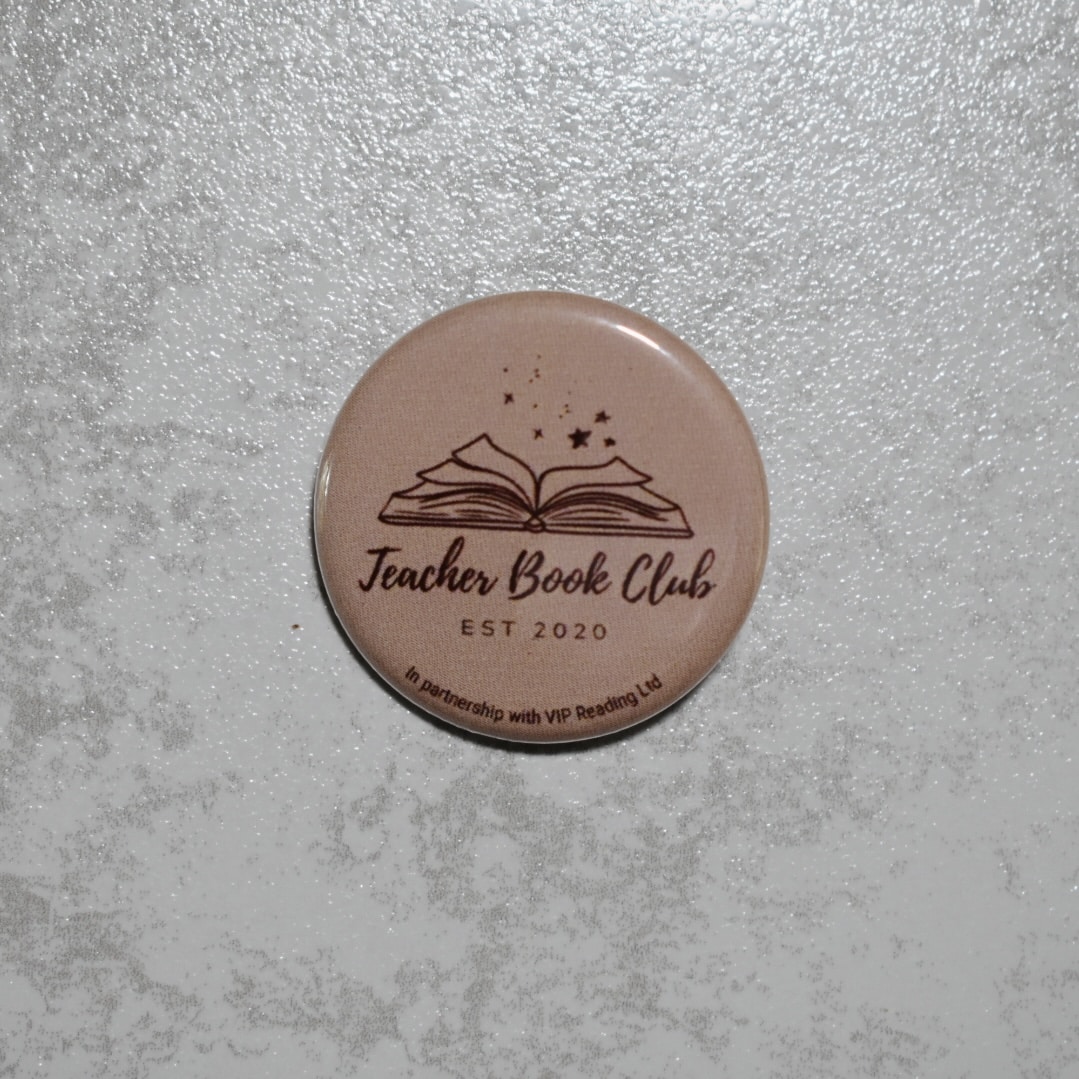 Teacher Book Club
EST 2020
In partnership with VIP Reading Ltd